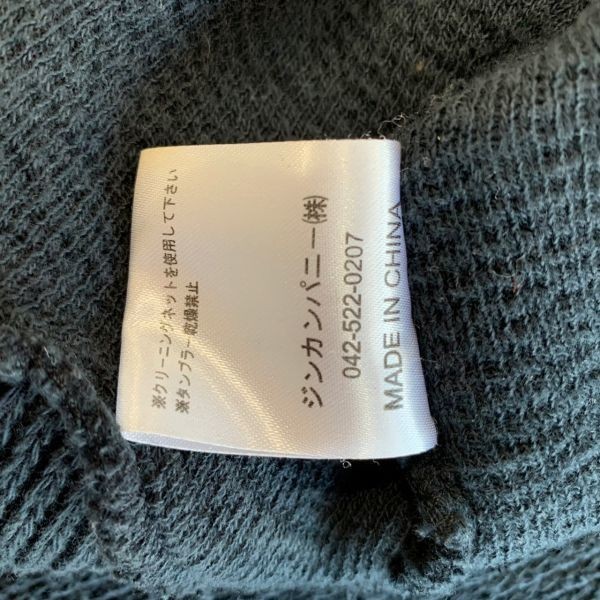 ※クリーニングネットを使用して下さい
※タンブラー乾燥禁止
ジンカンパニー(株)
042-522-0207
MADE IN CHINA